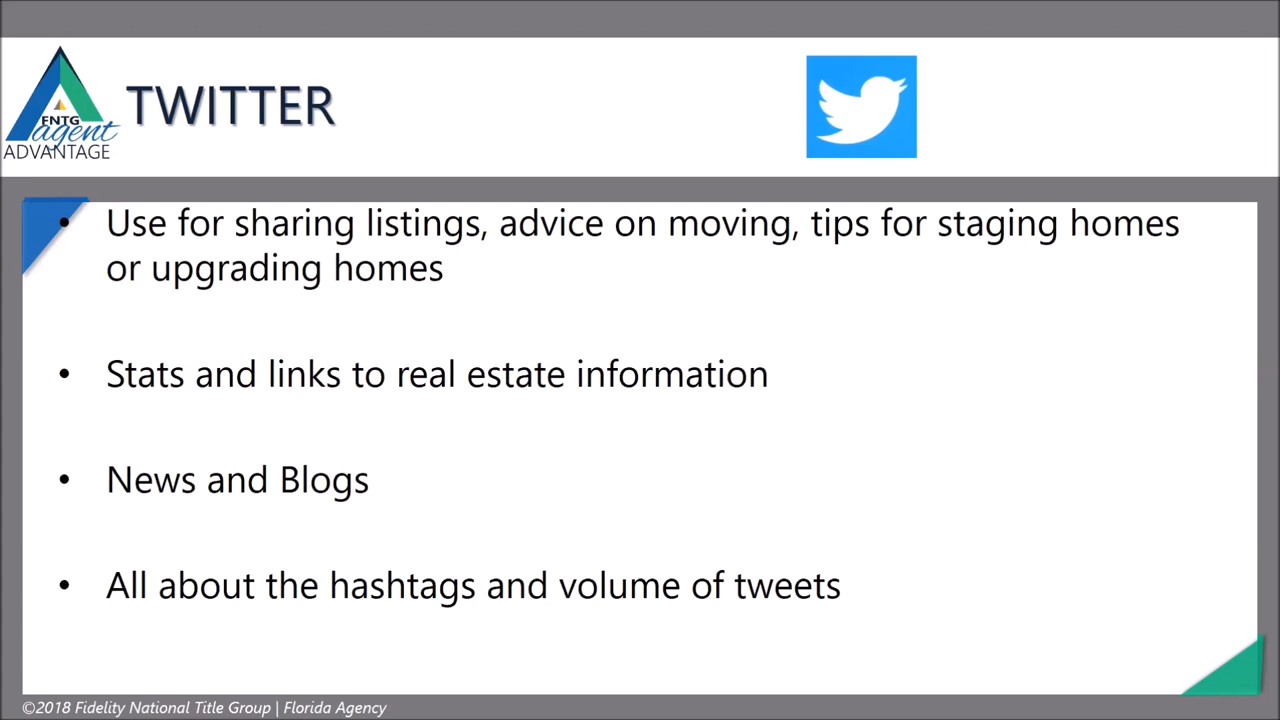 FNTG
agent
ADVANTAGE
TWITTER
• Use for sharing listings, advice on moving, tips for staging homes
or upgrading homes
• Stats and links to real estate information
• News and Blogs
• All about the hashtags and volume of tweets
©2018 Fidelity National Title Group | Florida Agency